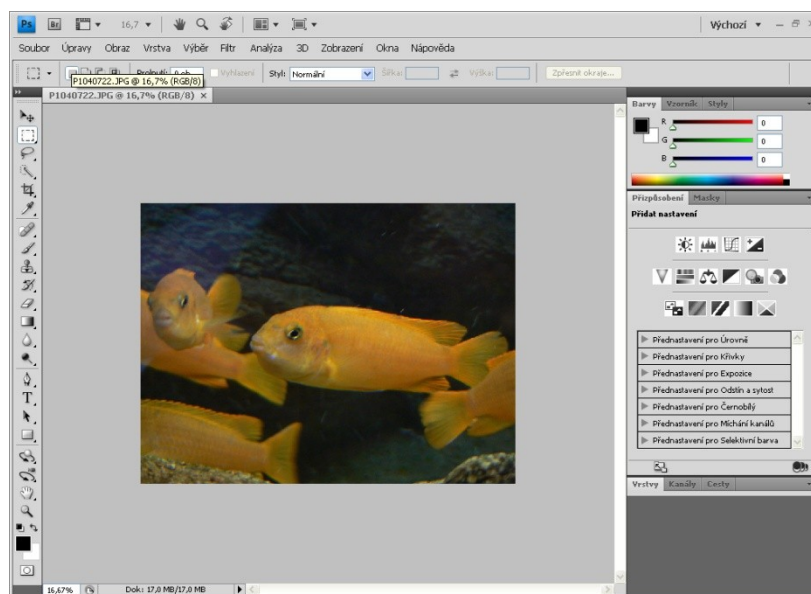 Ps Br 16,7 Výchozí
Soubor Úpravy Obraz Vrstva Výběr Filtr Analýza 3D Zobrazení Okna Nápověda
Prolnutí: 0 ob. Vyhlazení Styl: Normální Šířka: Výška: Zpřesnit okraje...
P1040722.JPG @ 16,7% (RGB/8)
P1040722.JPG @ 16,7% (RGB/8) ×
Barvy Vzorník Styly
R 0
G 0
B 0
Přizpůsobení Masky
Přidat nastavení
Přednastavení pro Úrovně
Přednastavení pro Křivky
Přednastavení pro Expozice
Přednastavení pro Odstín a sytost
Přednastavení pro Černobílý
Přednastavení pro Míchání kanálů
Přednastavení pro Selektivní barva
Vrstvy Kanály Cesty
T
16,67% Dok: 17,0 MB/17,0 MB